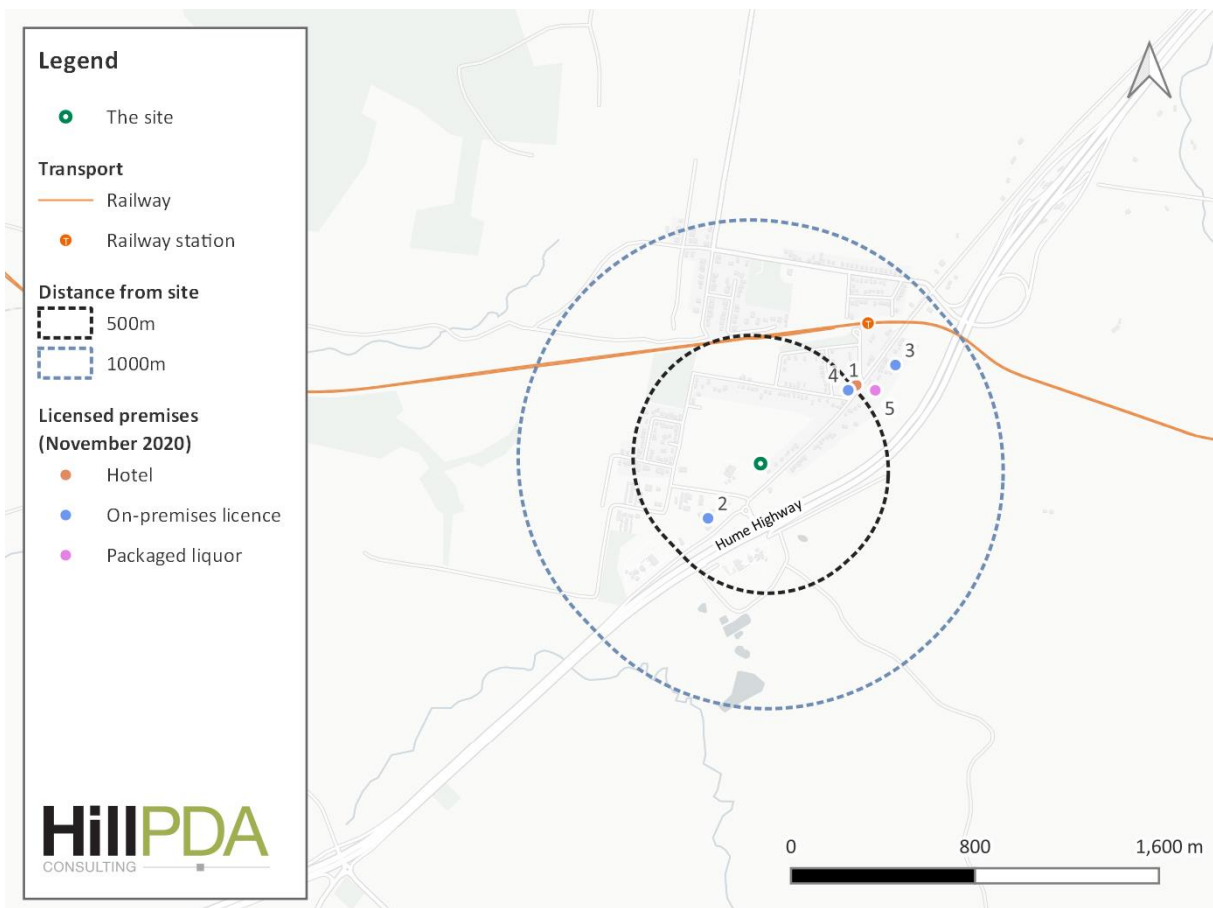 Legend
The site
Transport
Railway
T
Railway station
Distance from site
500m
1000m
Licensed premises
(November 2020)
Hotel
On-premises licence
Packaged liquor
HillPDA
CONSULTING
T
3
1
4
5
2
Hume Highway
0 800 1,600 m